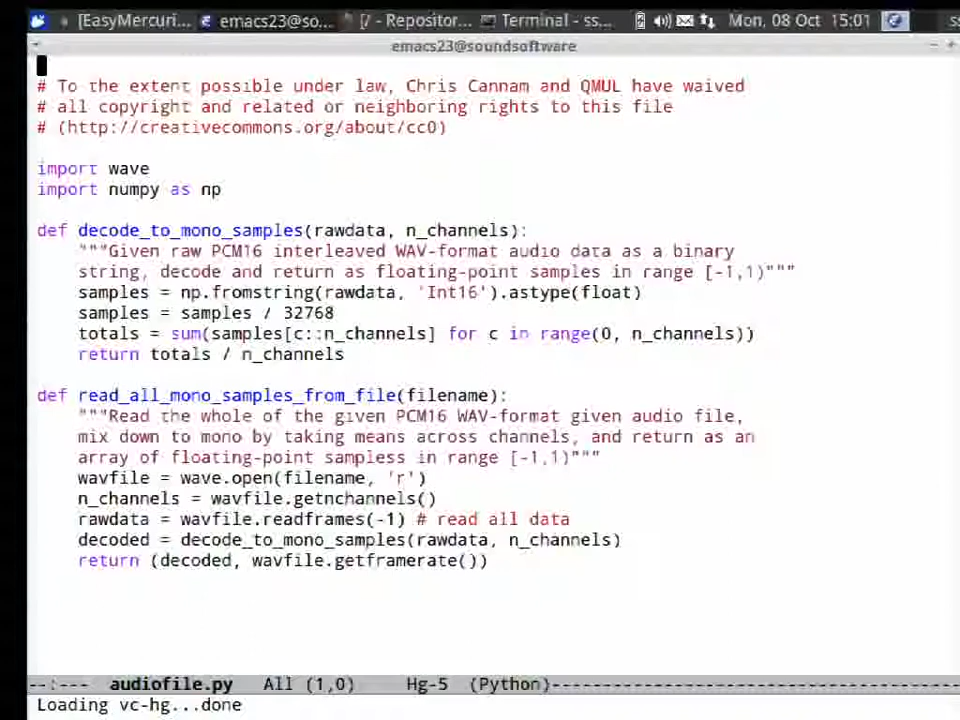 [EasyMercuri... emacs23@so... [/ - Repositor... Terminal - ss... Mon, 08 Oct 15:01 ss
emacs23@soundsoftware
# To the extent possible under law, Chris Cannam and QMUL have waived
# all copyright and related or neighboring rights to this file
# (http://creativecommons.org/about/cc0)
import wave
import numpy as np
def decode_to_mono_samples(rawdata, n_channels):
"""Given raw PCM16 interleaved WAV-format audio data as a binary
string, decode and return as floating-point samples in range [-1,1)"""
samples = np.fromstring(rawdata, 'Int16').astype(float)
samples = samples / 32768
totals = sum(samples[c::n_channels] for c in range(0, n_channels))
return totals / n_channels
def read_all_mono_samples_from_file(filename):
"""Read the whole of the given PCM16 WAV-format given audio file,
mix down to mono by taking means across channels, and return as an
array of floating-point sampless in range [-1,1)"""
wavfile = wave.open(filename, 'r')
n_channels = wavfile.getnchannels()
rawdata = wavfile.readframes(-1) # read all data
decoded = decode_to_mono_samples(rawdata, n_channels)
return (decoded, wavfile.getframerate())
--:--- audiofile.py All (1,0) Hg-5 (Python)------------------------------------------
Loading vc-hg...done